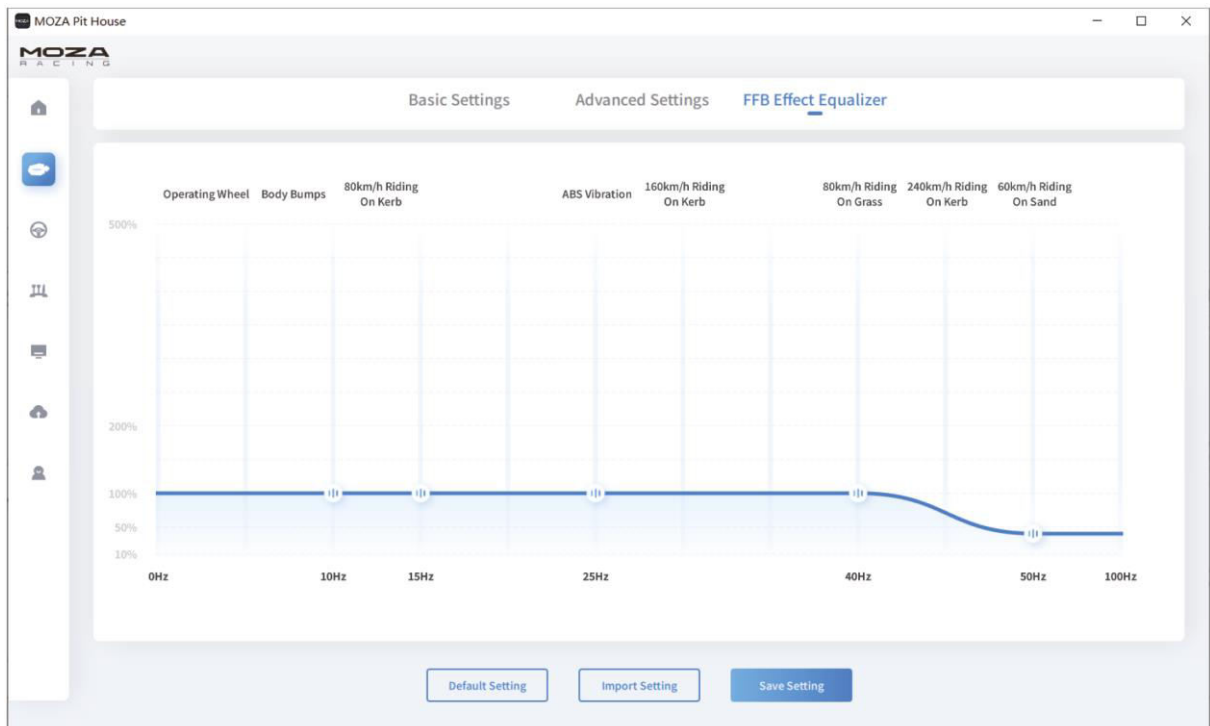 MOZA Pit House
MOZA
RACING
Basic Settings
Advanced Settings
FFB Effect Equalizer
Operating Wheel
Body Bumps
80km/h Riding
On Kerb
ABS Vibration
160km/h Riding
On Kerb
80km/h Riding
On Grass
240km/h Riding
On Kerb
60km/h Riding
On Sand
500%
200%
100%
50%
10%
0Hz
10Hz
15Hz
25Hz
40Hz
50Hz
100Hz
Default Setting
Import Setting
Save Setting